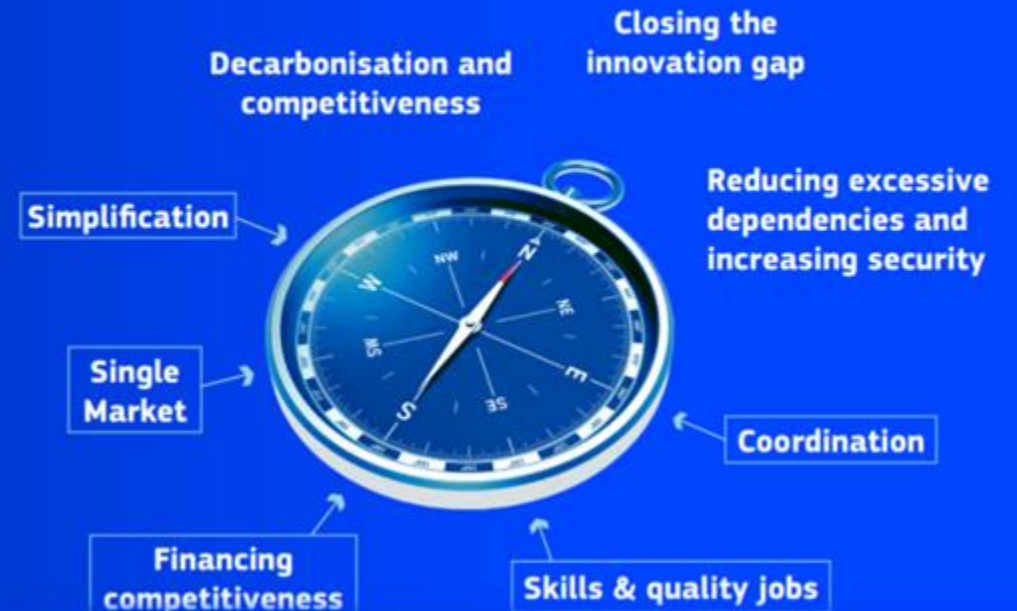 Closing the
innovation gap
Decarbonisation and
competitiveness
Reducing excessive
dependencies and
increasing security
Simplification
Single
Market
Coordination
Financing
competitiveness
Skills & quality jobs
N
NE
E
SE
S
SW
W
NW